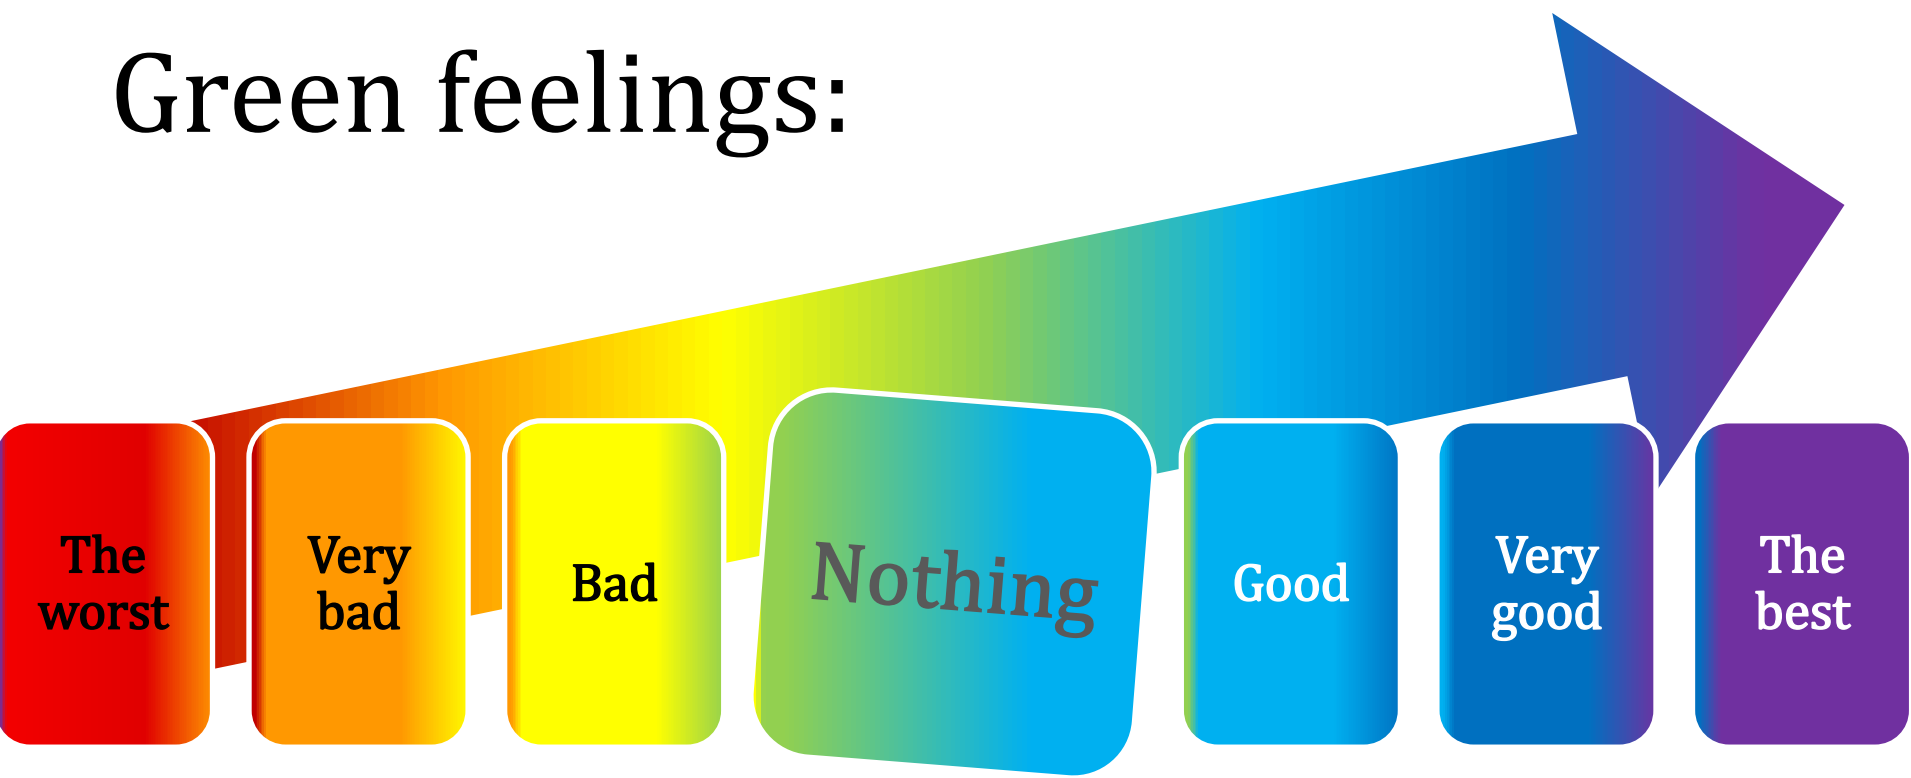 Green feelings:
The
worst
Very
bad
Bad
Nothing
Good
Very
good
The
best